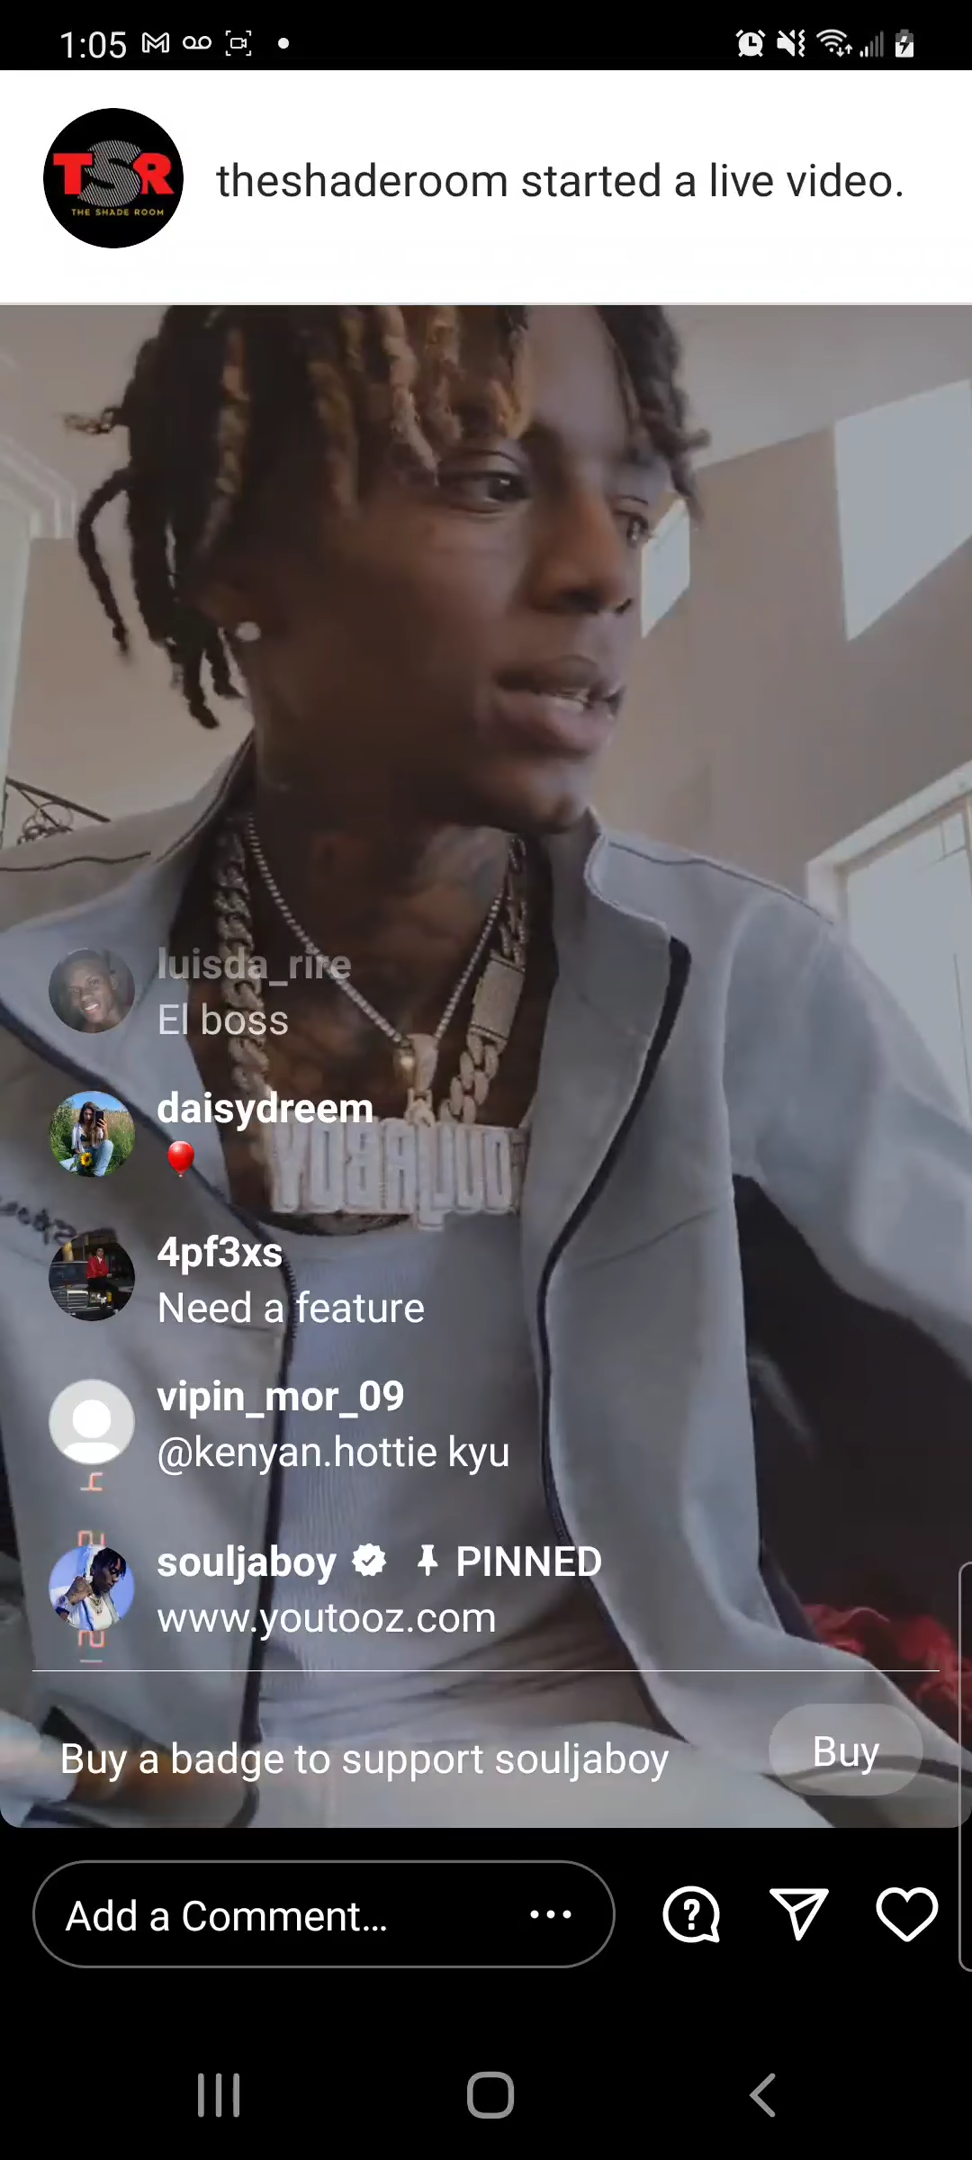 1:05
TSR
THE SHADE ROOM
theshaderoom started a live video.
luisda_rire
El boss
daisydreem
4pf3xs
Need a feature
vipin_mor_09
@kenyan.hottie kyu
souljaboy PINNED
www.youtooz.com
Buy a badge to support souljaboy
Buy
Add a Comment...